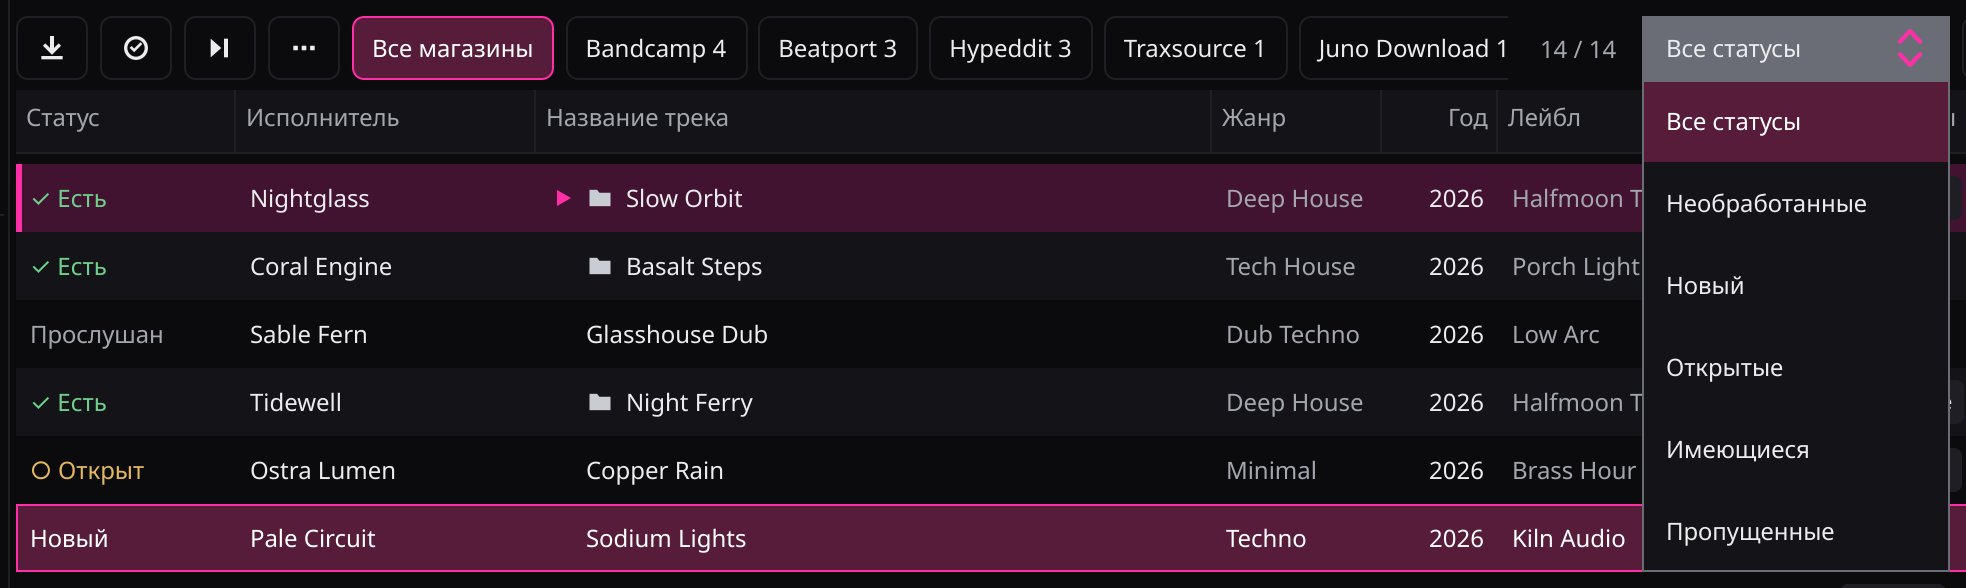 Все магазины Bandcamp 4 Beatport 3 Hypeddit 3 Traxsource 1 Juno Download 1 14 / 14 Все статусы
Статус Исполнитель Название трека Жанр Год Лейбл
Есть Nightglass Slow Orbit Deep House 2026 Halfmoon T
Есть Coral Engine Basalt Steps Tech House 2026 Porch Light
Прослушан Sable Fern Glasshouse Dub Dub Techno 2026 Low Arc
Есть Tidewell Night Ferry Deep House 2026 Halfmoon T
Открыт Ostra Lumen Copper Rain Minimal 2026 Brass Hour
Новый Pale Circuit Sodium Lights Techno 2026 Kiln Audio
Все статусы
Необработанные
Новый
Открытые
Имеющиеся
Пропущенные